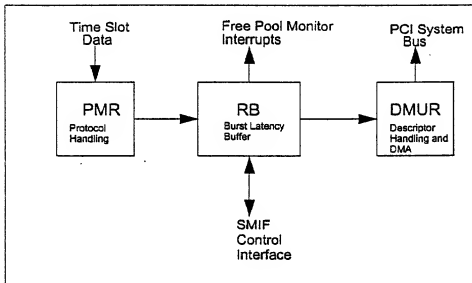 Time Slot
Data
Free Pool Monitor
Interrupts
PCI System
Bus
PMR
Protocol
Handling
RB
Burst Latency
Buffer
DMUR
Descriptor
Handling and
DMA
SMIF
Control
Interface